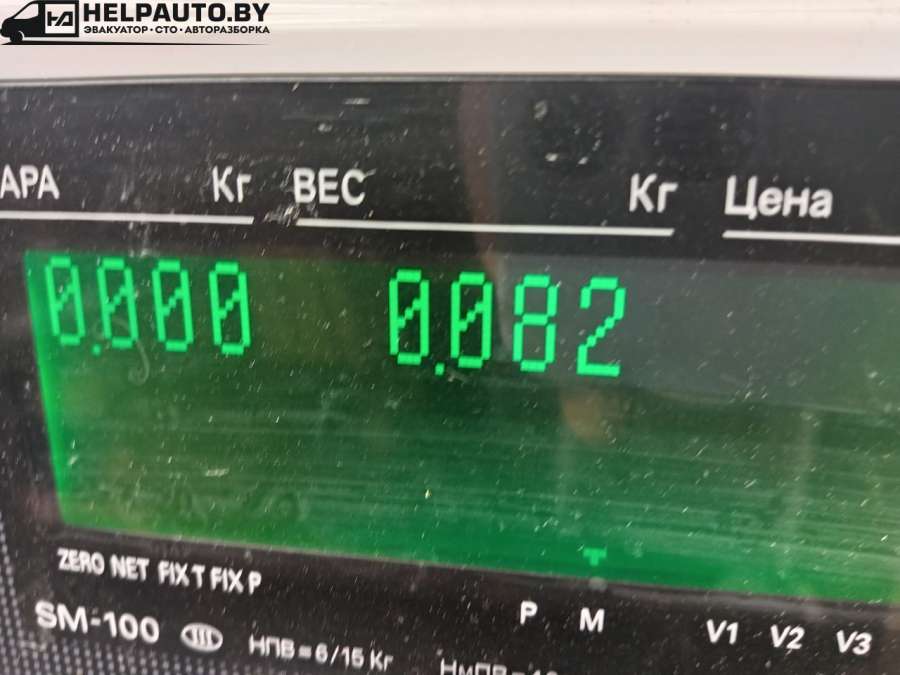 HELPAUTO.BY
ЭВАКУАТОР • СТО • АВТОРАЗБОРКА
АРА Кг ВЕС Кг Цена
0.000 0.082
ZERO NET FIX T FIX P
P M V1 V2 V3
SM-100 НПВ = 6/15 Кг НмПВ=